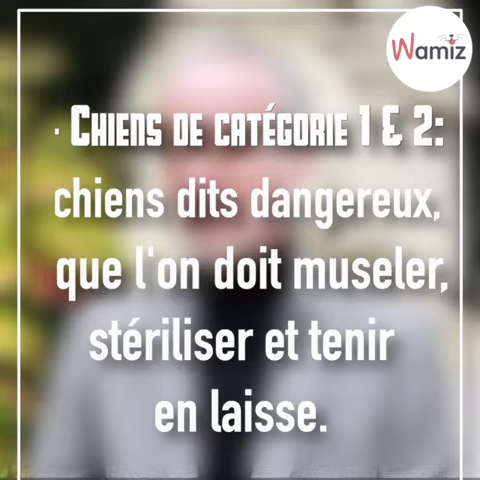 Wamiz
· CHIENS DE CATÉGORIE 1 & 2:
chiens dits dangereux,
que l'on doit museler,
stériliser et tenir
en laisse.